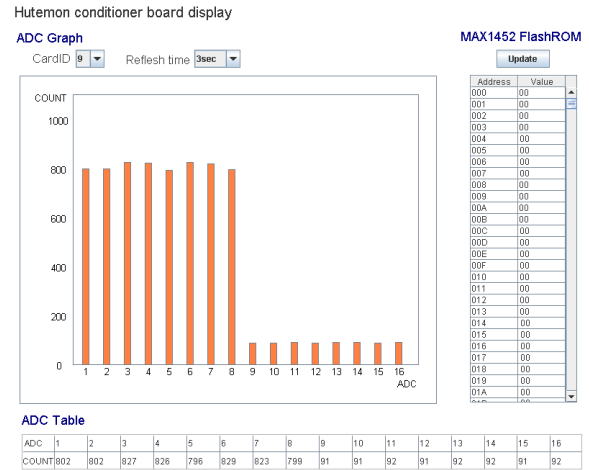 Hutemon conditioner board display
ADC Graph
CardID 9 Reflesh time 3sec
COUNT
1000
800
600
400
200
0
1 2 3 4 5 6 7 8 9 10 11 12 13 14 15 16
ADC
MAX1452 FlashROM
Update
Address Value
000 00
001 00
002 00
003 00
004 00
005 00
006 00
007 00
008 00
009 00
00A 00
00B 00
00C 00
00D 00
00E 00
00F 00
010 00
011 00
012 00
013 00
014 00
015 00
016 00
017 00
018 00
019 00
01A 00
ADC Table
ADC 1 2 3 4 5 6 7 8 9 10 11 12 13 14 15 16
COUNT 802 802 827 826 796 829 823 799 91 91 92 91 92 92 91 92